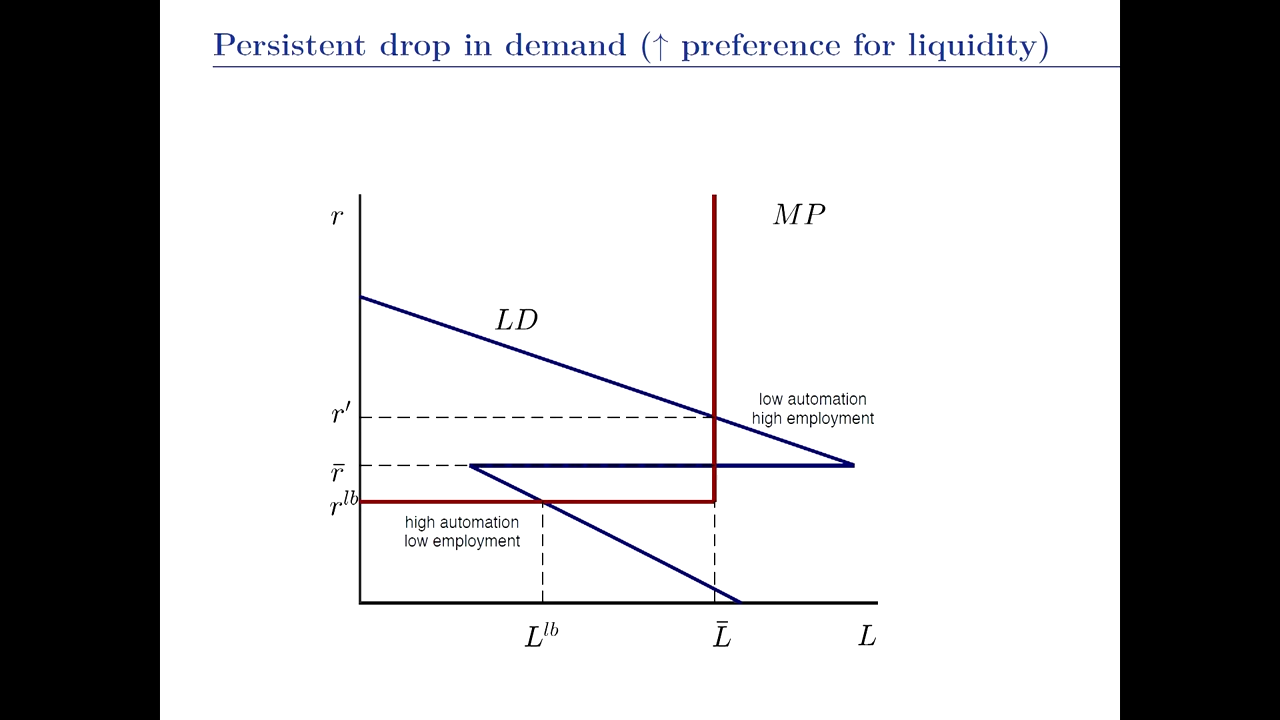 Persistent drop in demand (↑ preference for liquidity)
r
MP
LD
low automation
high employment
r′
r̄
r^{lb}
high automation
low employment
L^{lb}
L̄
L